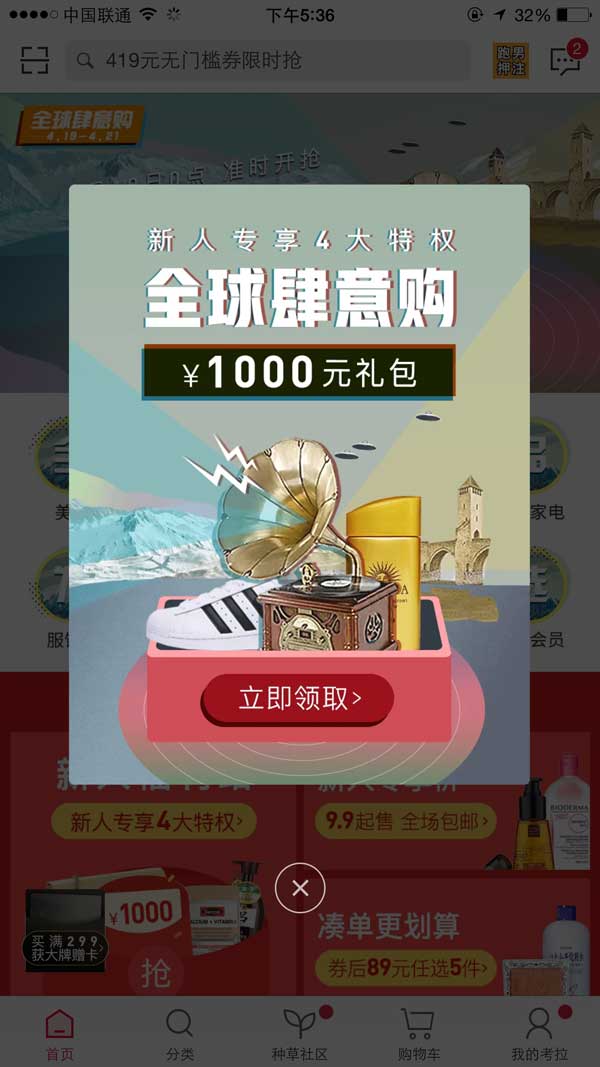 中国联通 下午5:36 32%
419元无门槛券限时抢
跑男
押注
2
全球肆意购
4.19-4.21
准时开抢
新人专享4大特权
全球肆意购
¥1000元礼包
美
家电
服饰
会员
立即领取>
新人专享4大特权>
9.9起售 全场包邮>
BIODERMA
¥1000
买满299
获大牌赠卡>
抢
凑单更划算
券后89元任选5件>
首页 分类 种草社区 购物车 我的考拉